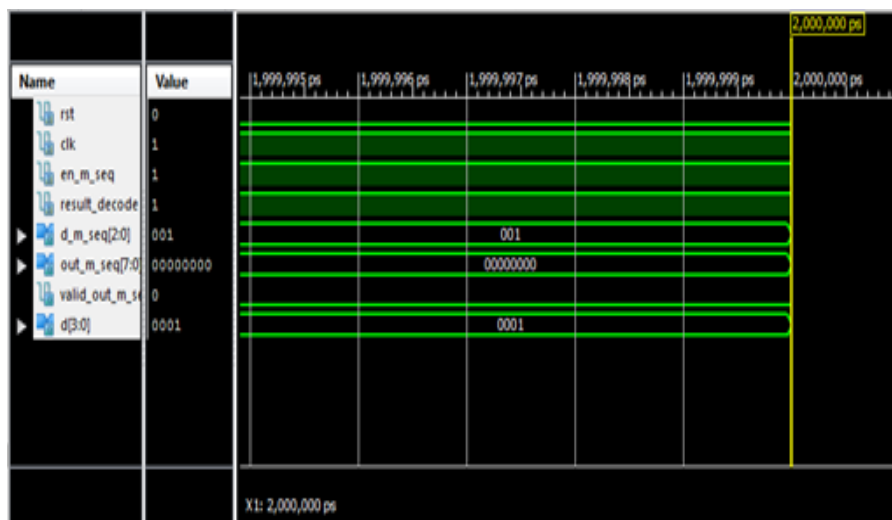 2,000,000 ps
Name Value 1,999,995 ps 1,999,996 ps 1,999,997 ps 1,999,998 ps 1,999,999 ps 2,000,000 ps
rst 0
clk 1
en_m_seq 1
result_decode 1
d_m_seq[2:0] 001 001
out_m_seq[7:0] 00000000 00000000
valid_out_m_s 0
d[3:0] 0001 0001
X1: 2,000,000 ps